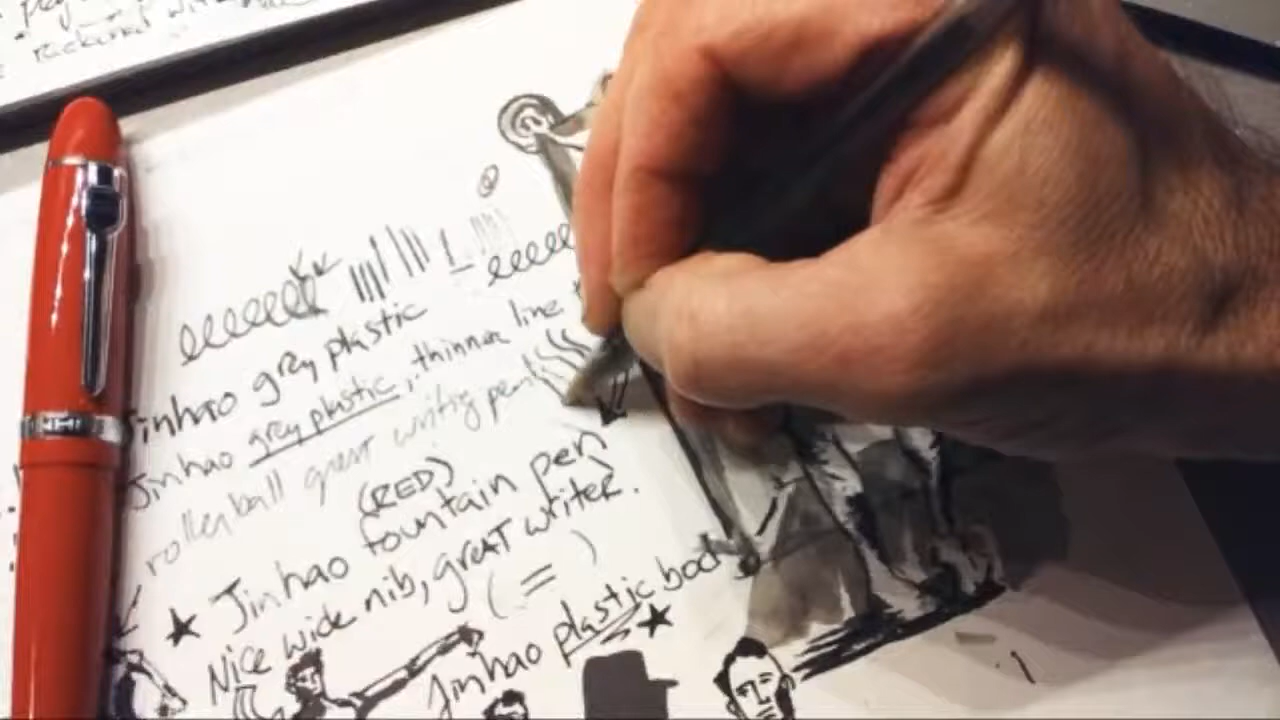 Jinhao grey plastic
Jinhao grey plastic, thinner line
rollerball great writing pen!
(RED)
★ Jinhao fountain pen
Nice wide nib, great writer.
( = )
Jinhao plastic body ★